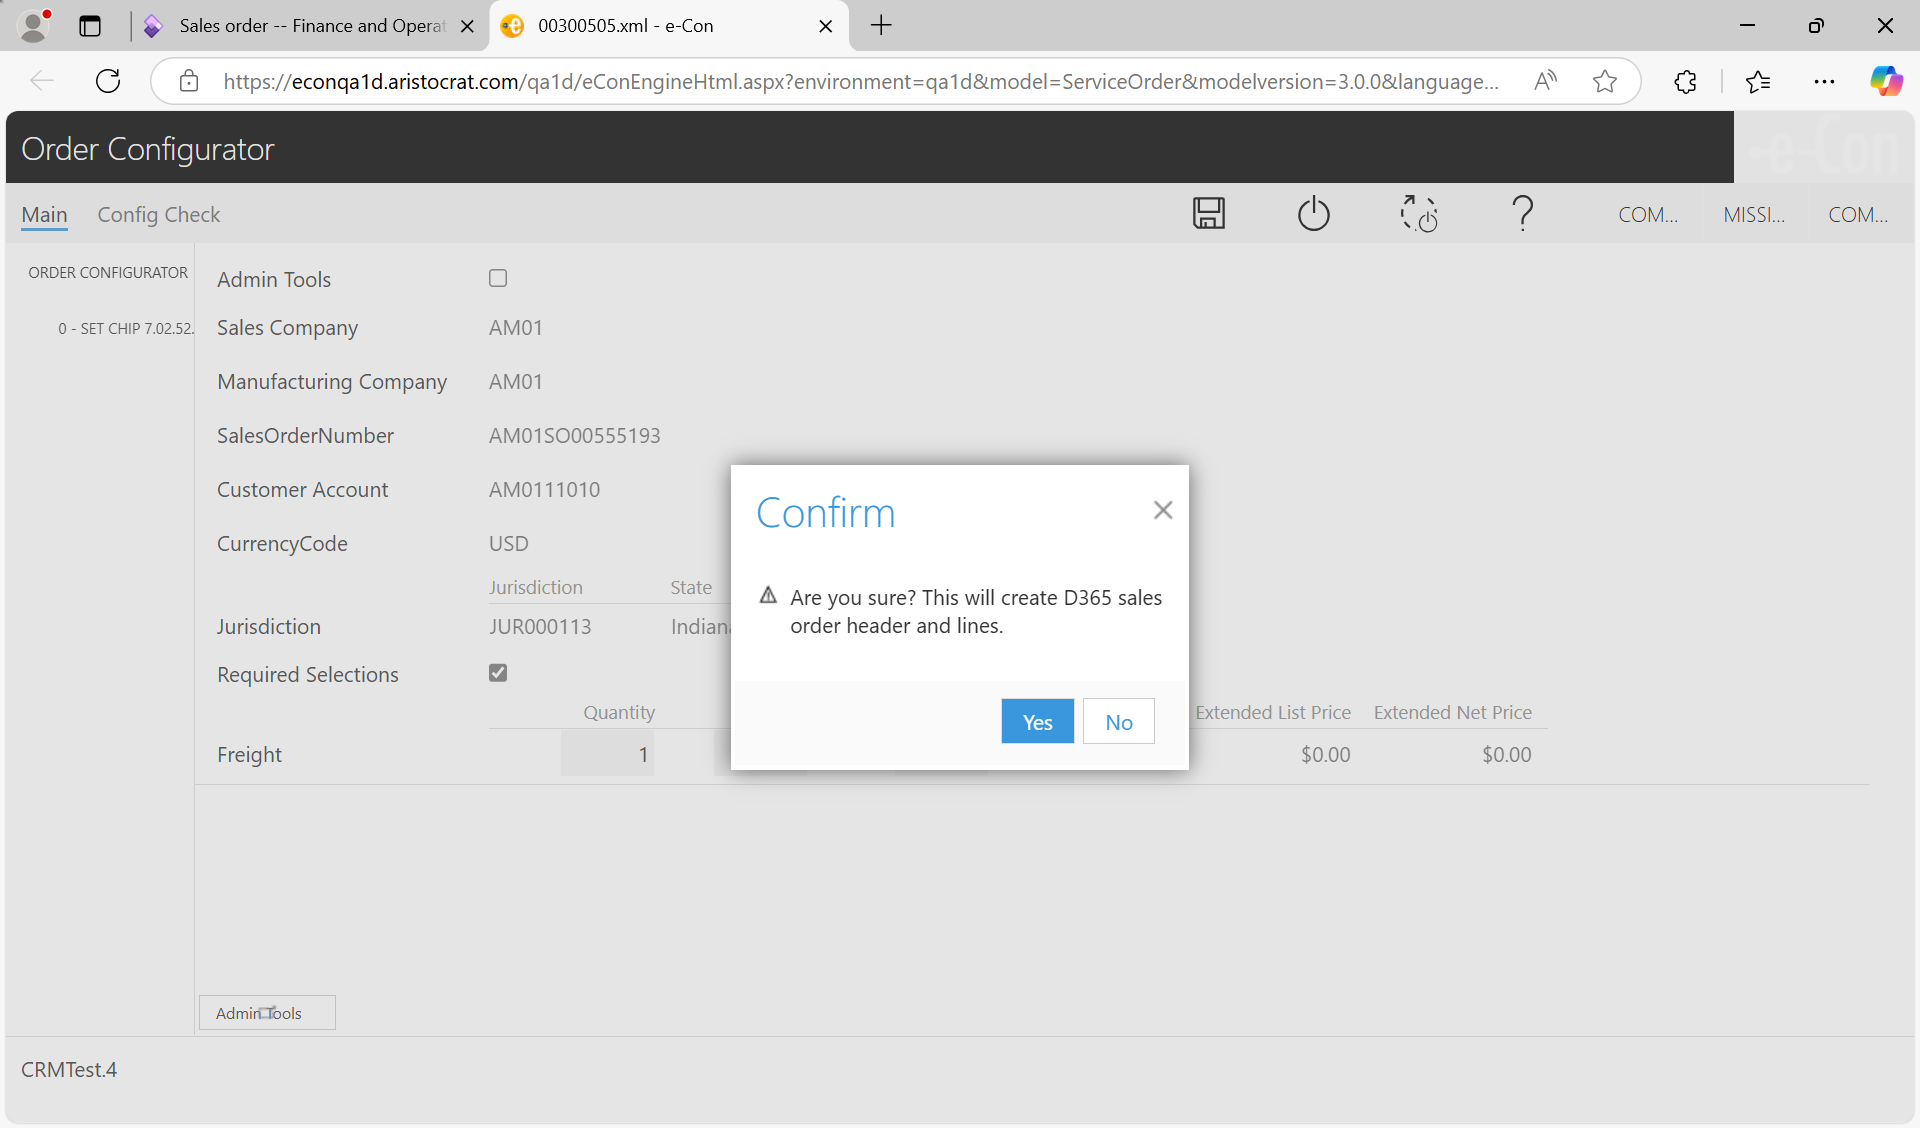 Sales order -- Finance and Operat
00300505.xml - e-Con
https://econqa1d.aristocrat.com/qa1d/eConEngineHtml.aspx?environment=qa1d&model=ServiceOrder&modelversion=3.0.0&language...
Order Configurator
e-Con
Main
Config Check
COM...
MISSI...
COM...
ORDER CONFIGURATOR
0 - SET CHIP 7.02.52.
Admin Tools
Sales Company
AM01
Manufacturing Company
AM01
SalesOrderNumber
AM01SO00555193
Customer Account
AM0111010
CurrencyCode
USD
Jurisdiction
State
Jurisdiction
JUR000113
Indiana
Required Selections
Quantity
Extended List Price
Extended Net Price
Freight
1
$0.00
$0.00
Confirm
Are you sure? This will create D365 sales
order header and lines.
Yes
No
Admin Tools
CRMTest.4